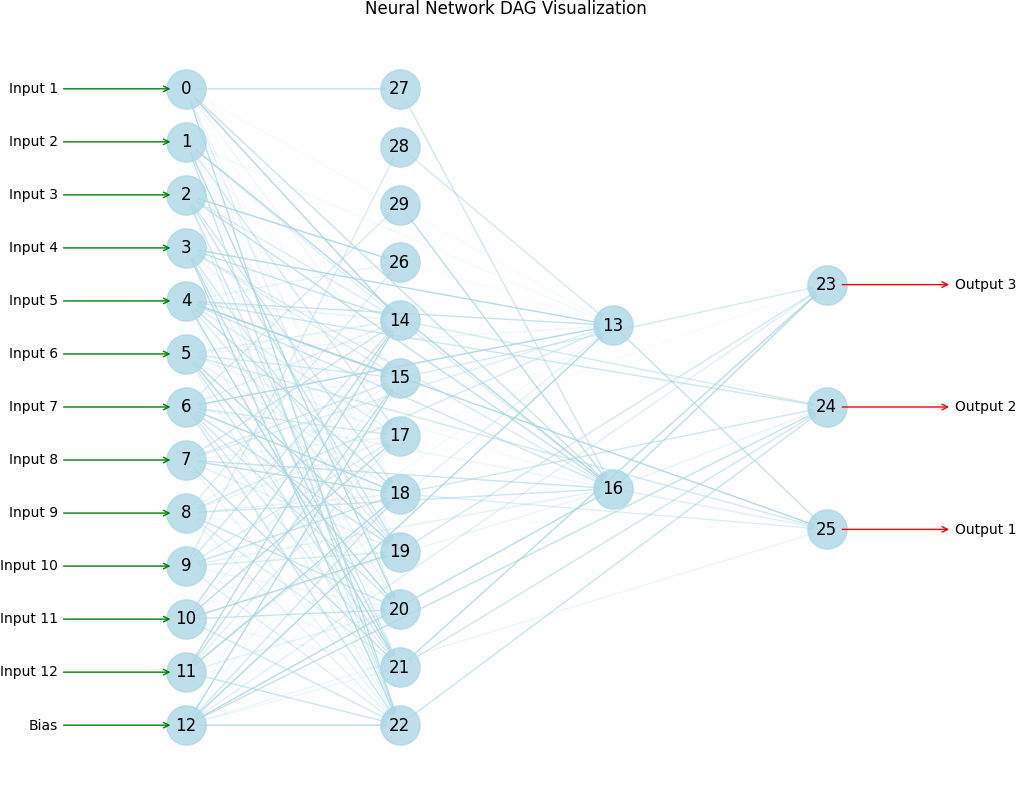 Neural Network DAG Visualization
Input 1
Input 2
Input 3
Input 4
Input 5
Input 6
Input 7
Input 8
Input 9
Input 10
Input 11
Input 12
Bias
0
1
2
3
4
5
6
7
8
9
10
11
12
27
28
29
26
14
15
17
18
19
20
21
22
13
16
23
24
25
Output 3
Output 2
Output 1